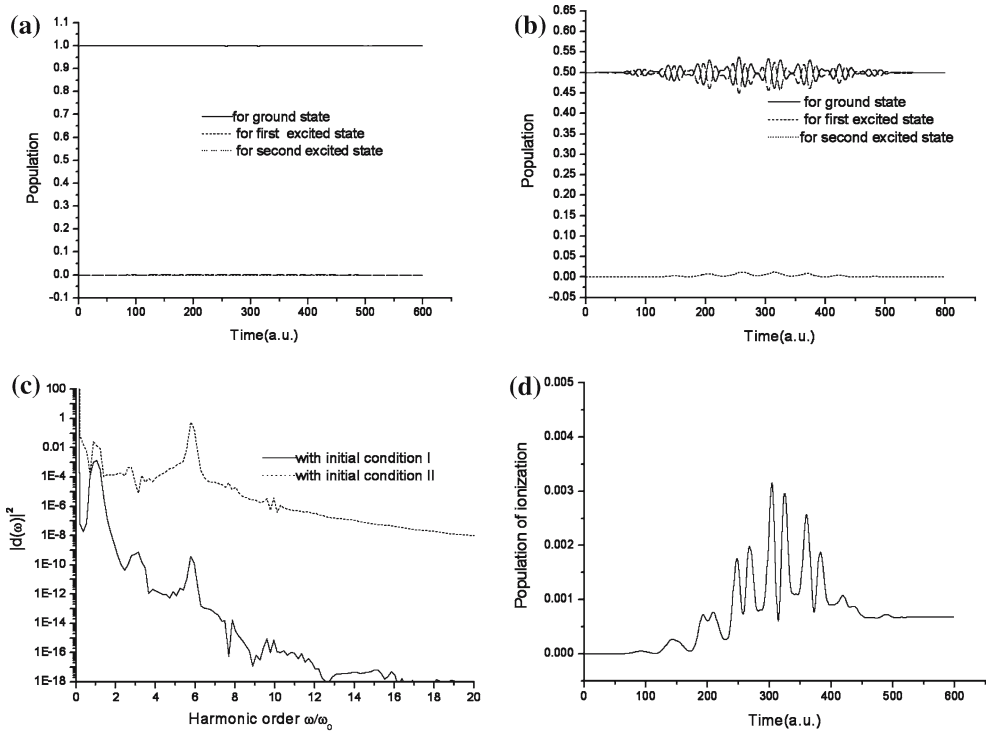 (a)
1.1
1.0
0.9
0.8
0.7
0.6
0.5
0.4
0.3
0.2
0.1
0.0
-0.1
Population
for ground state
for first excited state
for second excited state
0 100 200 300 400 500 600
Time(a.u.)
(b)
0.65
0.60
0.55
0.50
0.45
0.40
0.35
0.30
0.25
0.20
0.15
0.10
0.05
0.00
-0.05
Population
for ground state
for first excited state
for second excited state
0 100 200 300 400 500 600
Time(a.u.)
(c)
100
1
0.01
1E-4
1E-6
1E-8
1E-10
1E-12
1E-14
1E-16
1E-18
|d(ω)|²
with initial condition I
with initial condition II
0 2 4 6 8 10 12 14 16 18 20
Harmonic order ω/ω₀
(d)
0.005
0.004
0.003
0.002
0.001
0.000
Population of ionization
0 100 200 300 400 500 600
Time(a.u.)